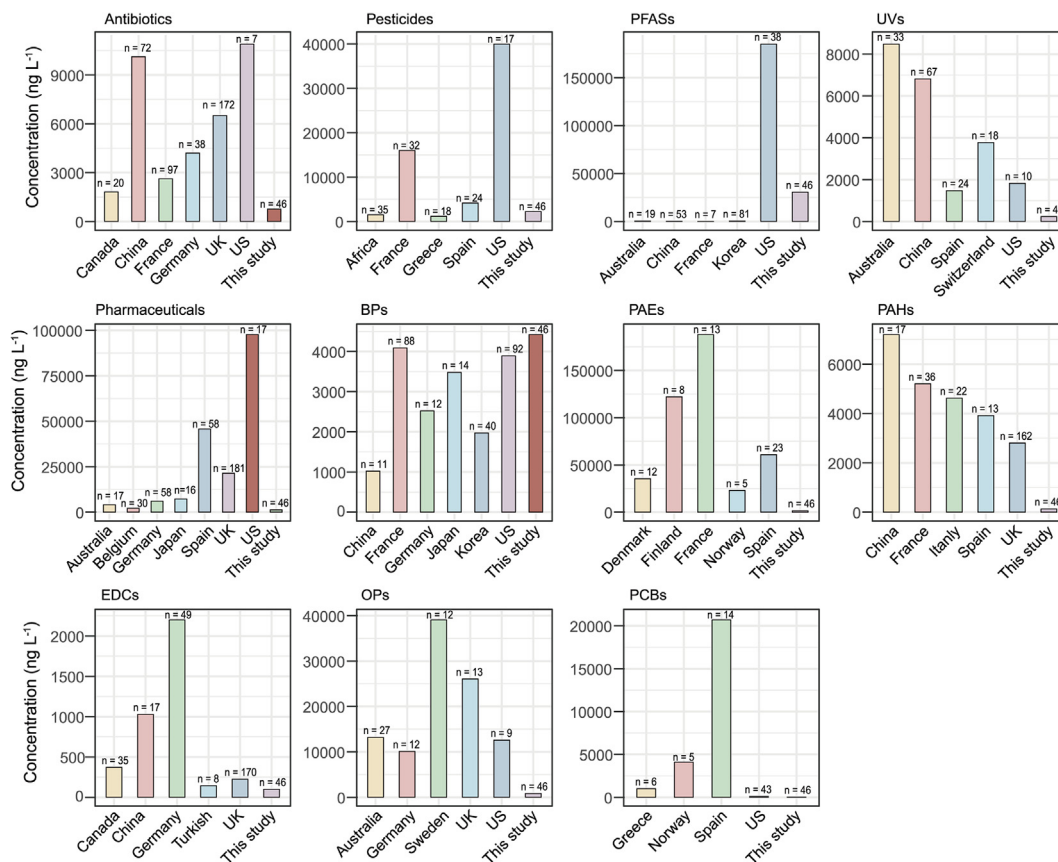 Antibiotics
Concentration (ng L⁻¹)
9000
6000
3000
0
n = 20
n = 72
n = 97
n = 38
n = 172
n = 7
n = 46
Canada
China
France
Germany
UK
US
This study
Pesticides
40000
30000
20000
10000
0
n = 35
n = 32
n = 18
n = 24
n = 17
n = 46
Africa
France
Greece
Spain
US
This study
PFASs
150000
100000
50000
0
n = 19
n = 53
n = 7
n = 81
n = 38
n = 46
Australia
China
France
Korea
US
This study
UVs
8000
6000
4000
2000
0
n = 33
n = 67
n = 24
n = 18
n = 10
n = 4
Australia
China
Spain
Switzerland
US
This study
Pharmaceuticals
Concentration (ng L⁻¹)
100000
75000
50000
25000
0
n = 17
n = 30
n = 58
n=16
n = 58
n = 181
n = 17
n = 46
Australia
Belgium
Germany
Japan
Spain
UK
US
This study
BPs
4000
3000
2000
1000
0
n = 11
n = 88
n = 12
n = 14
n = 40
n = 92
n = 46
China
France
Germany
Japan
Korea
US
This study
PAEs
150000
100000
50000
0
n = 12
n = 8
n = 13
n = 5
n = 23
n = 46
Denmark
Finland
France
Norway
Spain
This study
PAHs
6000
4000
2000
0
n = 17
n = 36
n = 22
n = 13
n = 162
n = 46
China
France
Itanly
Spain
UK
This study
EDCs
Concentration (ng L⁻¹)
2000
1500
1000
500
0
n = 35
n = 17
n = 49
n = 8
n = 170
n = 46
Canada
China
Germany
Turkish
UK
This study
OPs
40000
30000
20000
10000
0
n = 27
n = 12
n = 12
n = 13
n = 9
n = 46
Australia
Germany
Sweden
UK
US
This study
PCBs
20000
15000
10000
5000
0
n = 6
n = 5
n = 14
n = 43
n = 46
Greece
Norway
Spain
US
This study